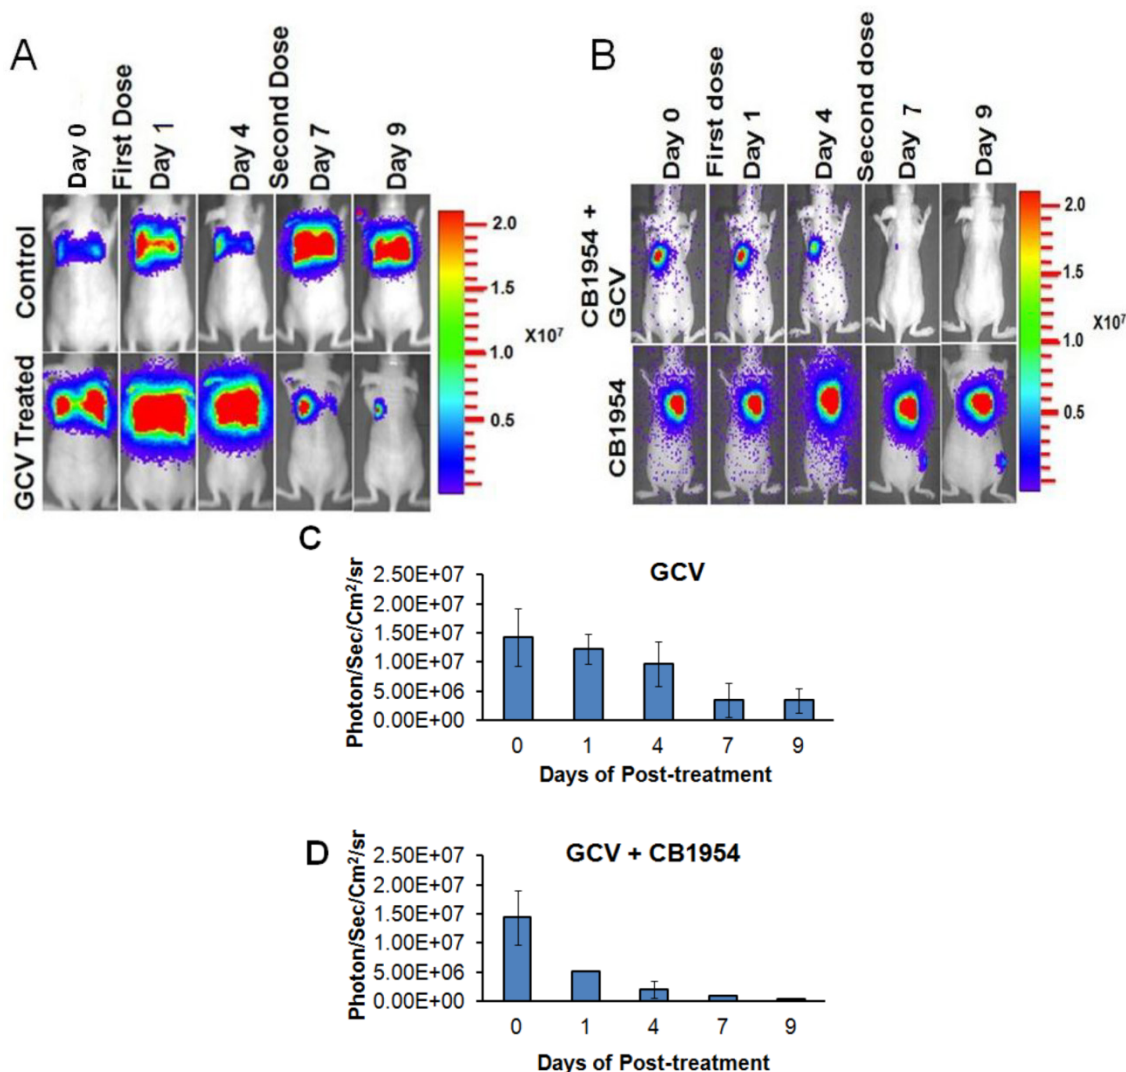 A
Day 0
First Dose
Day 1
Day 4
Second Dose
Day 7
Day 9
Control
GCV Treated
2.0
1.5
X10⁷
1.0
0.5
B
Day 0
First dose
Day 1
Day 4
Second dose
Day 7
Day 9
CB1954 +
GCV
CB1954
2.0
1.5
X10⁷
1.0
0.5
C
GCV
Photon/Sec/Cm²/sr
2.50E+07
2.00E+07
1.50E+07
1.00E+07
5.00E+06
0.00E+00
0 1 4 7 9
Days of Post-treatment
D
GCV + CB1954
Photon/Sec/Cm²/sr
2.50E+07
2.00E+07
1.50E+07
1.00E+07
5.00E+06
0.00E+00
0 1 4 7 9
Days of Post-treatment